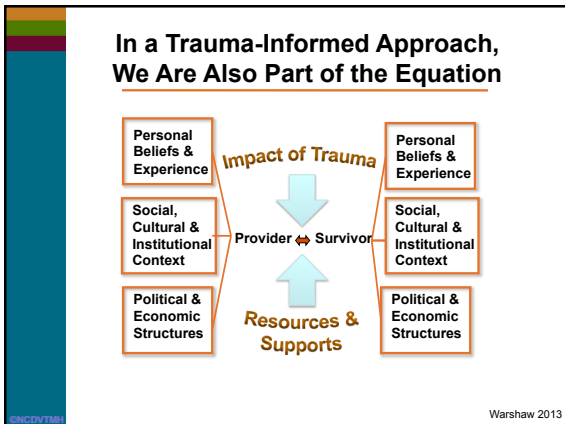 In a Trauma-Informed Approach,
We Are Also Part of the Equation
Personal
Beliefs &
Experience
Social,
Cultural &
Institutional
Context
Political &
Economic
Structures
Impact of Trauma
Provider ⇔ Survivor
Resources &
Supports
Personal
Beliefs &
Experience
Social,
Cultural &
Institutional
Context
Political &
Economic
Structures
©NCDVTMH
Warshaw 2013